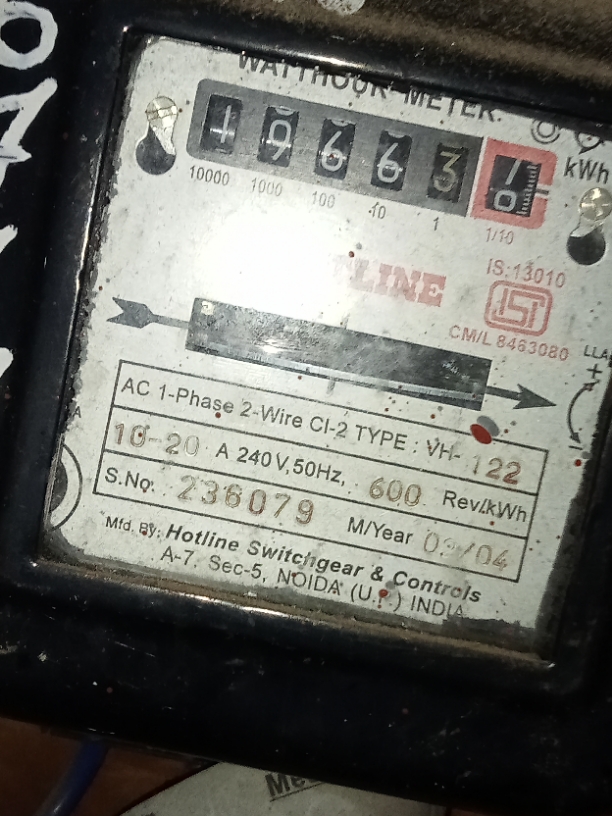 WATTHOUR METER
1 9 6 6 3
kWh
10000 1000 100 10 1 1/10
LINE
IS:13010
ISI
CM/L 8463080
AC 1-Phase 2-Wire Cl-2 TYPE : VH-122
10-20 A 240V,50Hz, 600 Rev/kWh
S.No. 236079 M/Year 03/04
Mfd. By: Hotline Switchgear & Controls
A-7, Sec-5, NOIDA (U.P.) INDIA